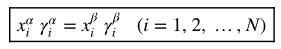 x_i^α γ_i^α = x_i^β γ_i^β (i = 1, 2, …, N)